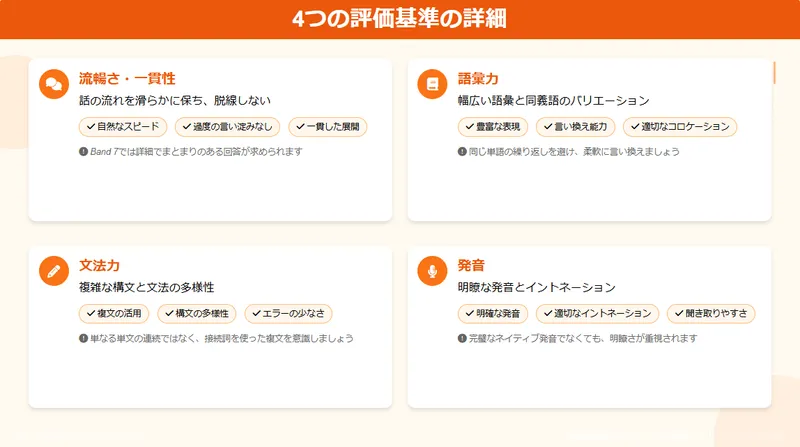 4つの評価基準の詳細
流暢さ・一貫性
話の流れを滑らかに保ち、脱線しない
自然なスピード
過度の言い淀みなし
一貫した展開
Band 7では詳細でまとまりのある回答が求められます
語彙力
幅広い語彙と同義語のバリエーション
豊富な表現
言い換え能力
適切なコロケーション
同じ単語の繰り返しを避け、柔軟に言い換えましょう
文法力
複雑な構文と文法の多様性
複文の活用
構文の多様性
エラーの少なさ
単なる単文の連続ではなく、接続詞を使った複文を意識しましょう
発音
明瞭な発音とイントネーション
明確な発音
適切なイントネーション
聞き取りやすさ
完璧なネイティブ発音でなくても、明瞭さが重視されます